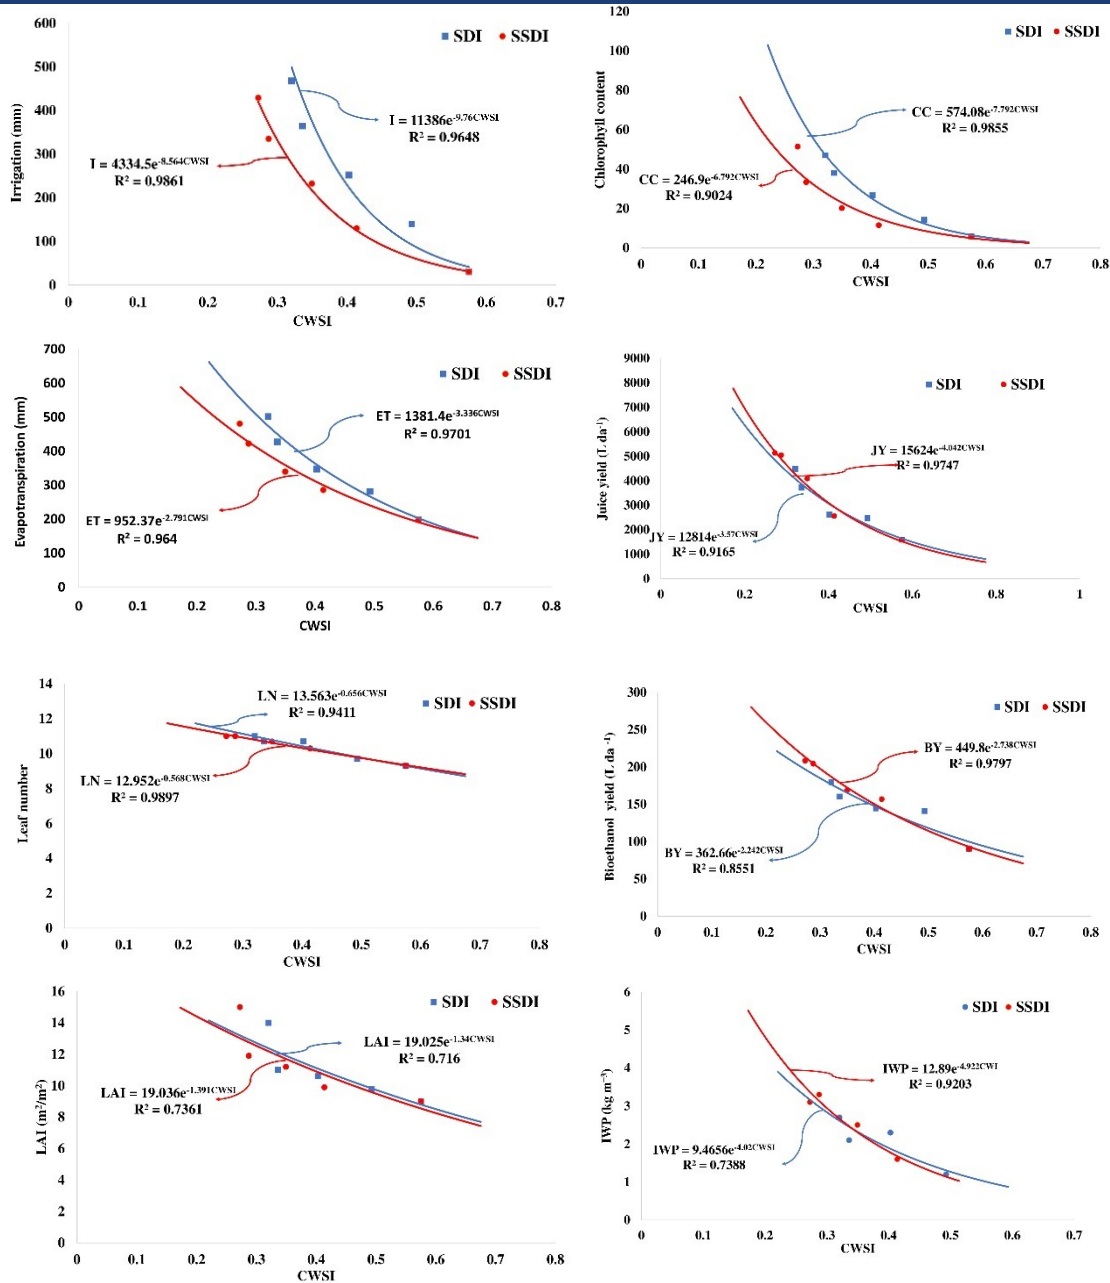 600
500
400
300
200
100
0
Irrigation (mm)
SDI SSDI
I = 11386e-9.76CWSI
R² = 0.9648
I = 4334.5e-8.564CWSI
R² = 0.9861
0 0.1 0.2 0.3 0.4 0.5 0.6 0.7
CWSI
120
100
80
60
40
20
0
Chlorophyll content
SDI SSDI
CC = 574.08e-7.792CWSI
R² = 0.9855
CC = 246.9e-6.792CWSI
R² = 0.9024
0 0.1 0.2 0.3 0.4 0.5 0.6 0.7 0.8
CWSI
700
600
500
400
300
200
100
0
Evapotranspiration (mm)
SDI SSDI
ET = 1381.4e-3.336CWSI
R² = 0.9701
ET = 952.37e-2.791CWSI
R² = 0.964
0 0.1 0.2 0.3 0.4 0.5 0.6 0.7 0.8
CWSI
9000
8000
7000
6000
5000
4000
3000
2000
1000
0
Juice yield (L da-1)
SDI SSDI
JY = 15624e-4.042CWSI
R² = 0.9747
JY = 12814e-3.57CWSI
R² = 0.9165
0 0.2 0.4 0.6 0.8 1
CWSI
14
12
10
8
6
4
2
0
Leaf number
LN = 13.563e-0.656CWSI
R² = 0.9411
SDI SSDI
LN = 12.952e-0.568CWSI
R² = 0.9897
0 0.1 0.2 0.3 0.4 0.5 0.6 0.7 0.8
CWSI
300
250
200
150
100
50
0
Bioethanol yield (L da -1)
SDI SSDI
BY = 449.8e-2.738CWSI
R² = 0.9797
BY = 362.66e-2.242CWSI
R² = 0.8551
0 0.1 0.2 0.3 0.4 0.5 0.6 0.7 0.8
CWSI
16
14
12
10
8
6
4
2
0
LAI (m²/m²)
SDI SSDI
LAI = 19.025e-1.34CWSI
R² = 0.716
LAI = 19.036e-1.391CWSI
R² = 0.7361
0 0.1 0.2 0.3 0.4 0.5 0.6 0.7 0.8
CWSI
6
5
4
3
2
1
0
IWP (kg m-3)
SDI SSDI
IWP = 12.89e-4.922CWI
R² = 0.9203
IWP = 9.4656e-4.02CWSI
R² = 0.7388
0 0.1 0.2 0.3 0.4 0.5 0.6 0.7
CWSI